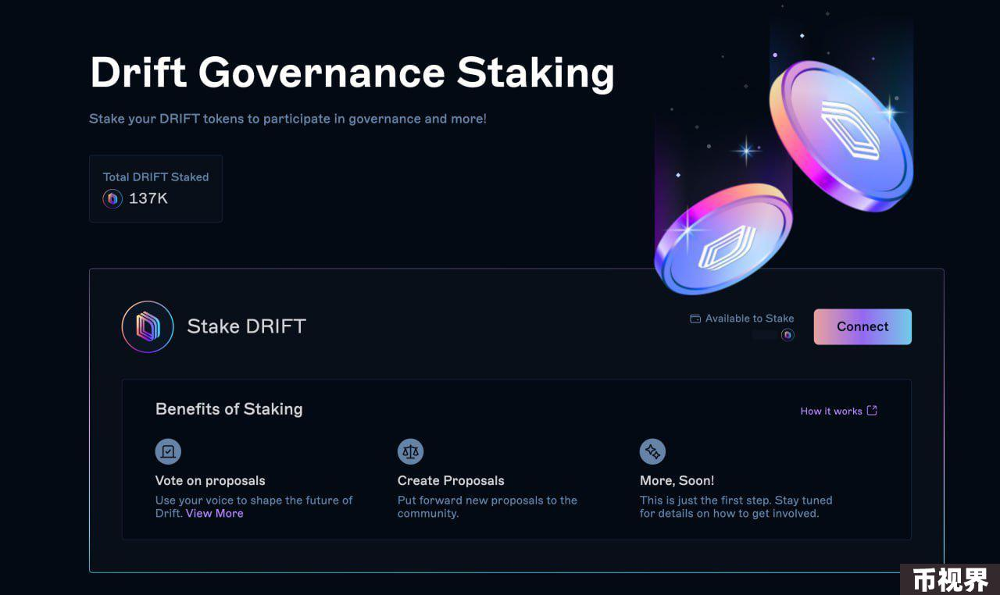 Drift Governance Staking
Stake your DRIFT tokens to participate in governance and more!
Total DRIFT Staked
137K
Stake DRIFT
Available to Stake
Connect
Benefits of Staking
How it works
Vote on proposals
Use your voice to shape the future of
Drift. View More
Create Proposals
Put forward new proposals to the
community.
More, Soon!
This is just the first step. Stay tuned
for details on how to get involved.
币视界